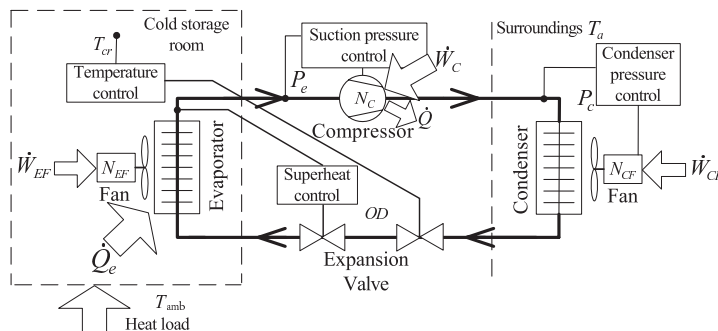 Cold storage
room
T_cr
Temperature
control
Suction pressure
control
Ẇ_C
Surroundings T_a
Condenser
pressure
control
P_e
P_c
N_C
Compressor
Q̇
Ẇ_EF
N_EF
Fan
Evaporator
Superheat
control
Condenser
N_CF
Fan
Ẇ_CF
OD
Expansion
Valve
Q̇_e
T_amb
Heat load